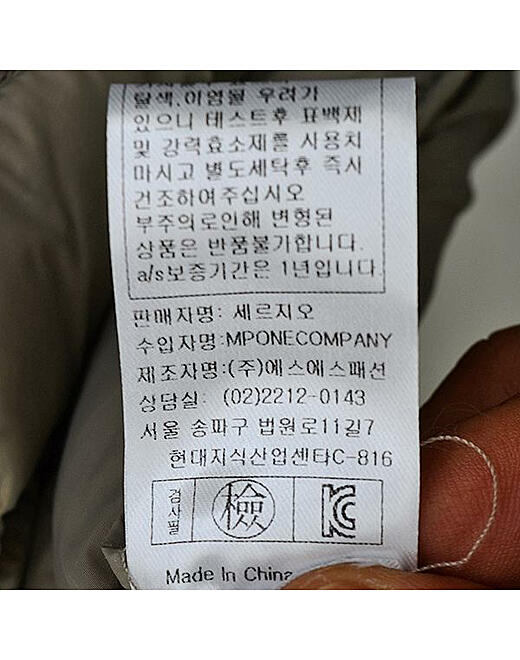 탈색,이염될 우려가
있으니 테스트후 표백제
및 강력효소제를 사용치
마시고 별도세탁후 즉시
건조하여주십시오
부주의로인해 변형된
상품은 반품불가합니다.
a/s보증기간은 1년입니다.
판매자명: 세르지오
수입자명:MPONECOMPANY
제조자명:(주)에스에스패션
상담실: (02)2212-0143
서울 송파구 법원로11길7
현대지식산업센타C-816
검사필 檢 KC
Made In China